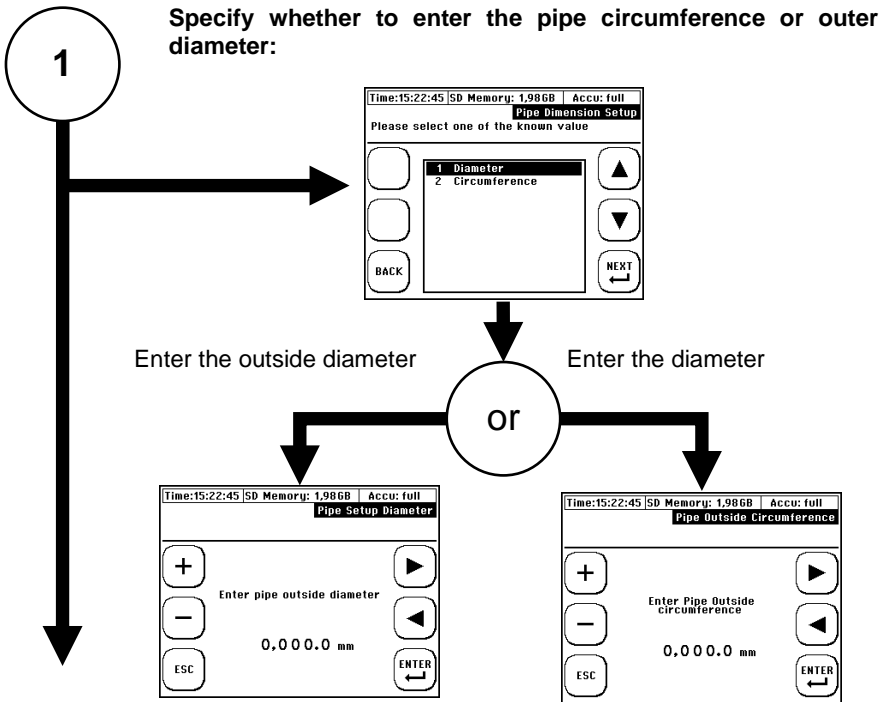 1
Specify whether to enter the pipe circumference or outer
diameter:
Time:15:22:45 SD Memory: 1,98GB Accu: full
Pipe Dimension Setup
Please select one of the known value
1 Diameter
2 Circumference
BACK
NEXT
Enter the outside diameter
Enter the diameter
or
Time:15:22:45 SD Memory: 1,98GB Accu: full
Pipe Setup Diameter
+
Enter pipe outside diameter
−
0,000.0 mm
ESC
ENTER
Time:15:22:45 SD Memory: 1,98GB Accu: full
Pipe Outside Circumference
+
Enter Pipe Outside
circumference
−
0,000.0 mm
ESC
ENTER